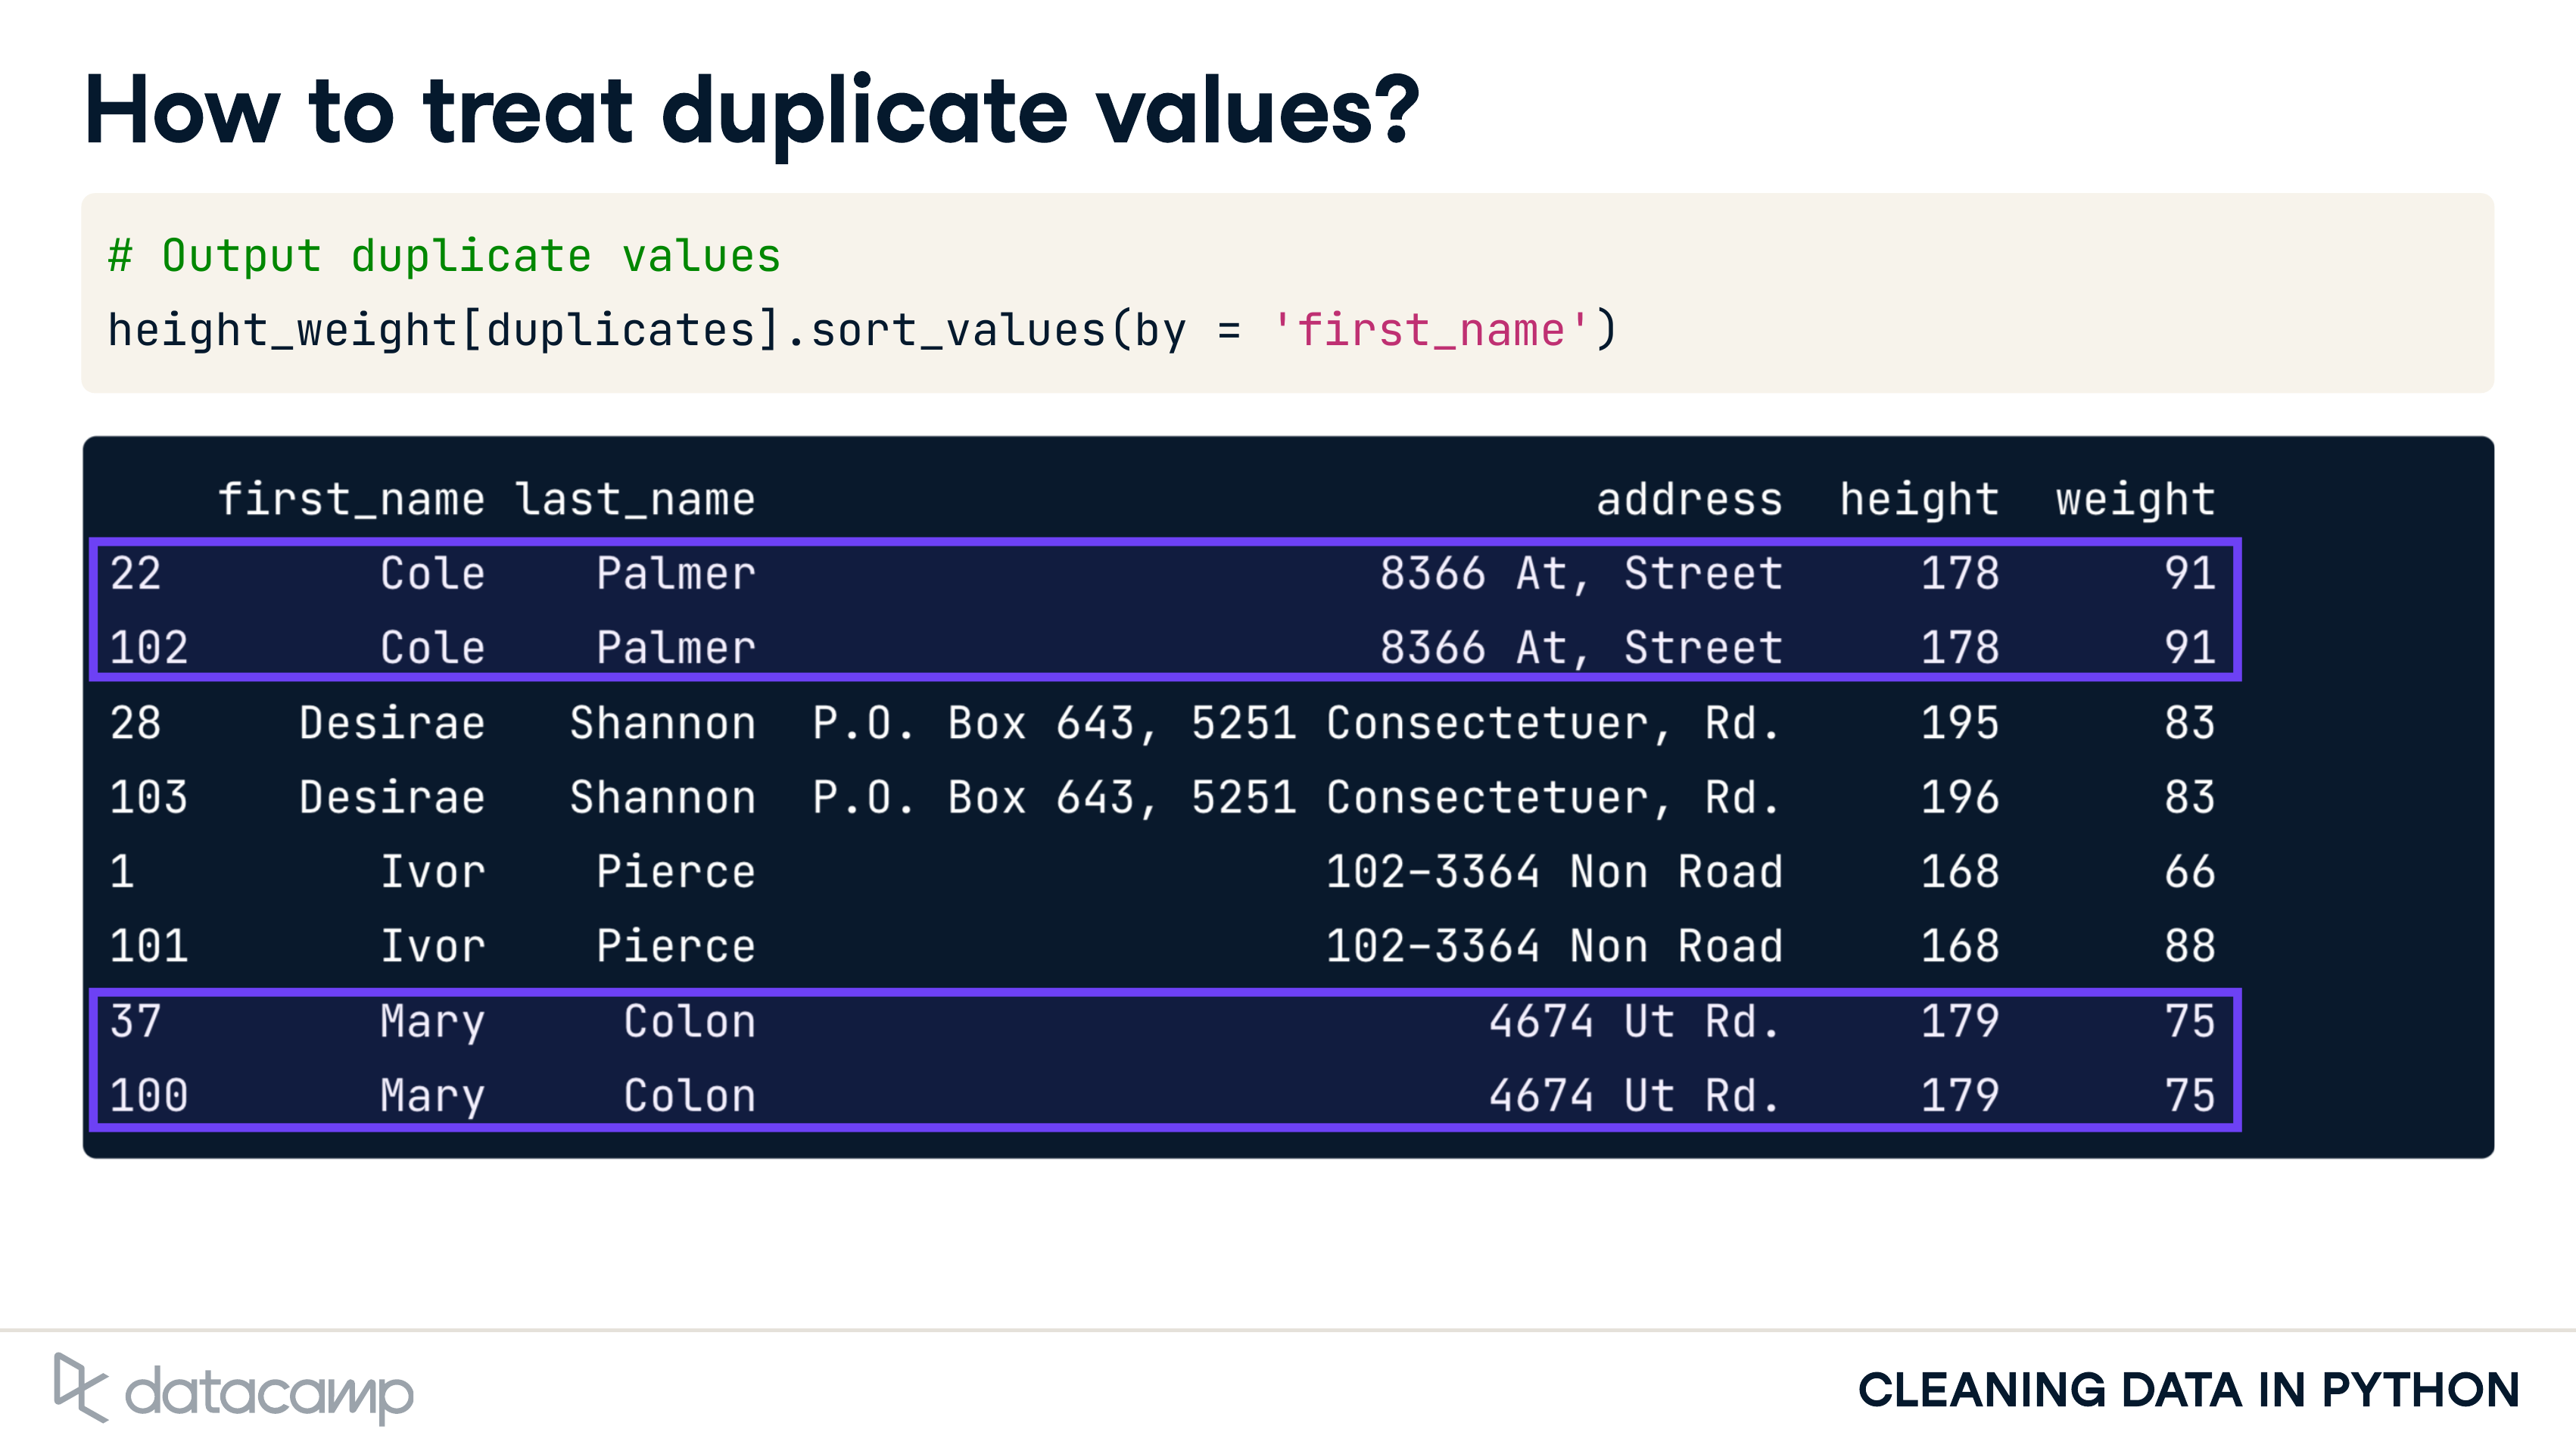 How to treat duplicate values?
# Output duplicate values
height_weight[duplicates].sort_values(by = 'first_name')
first_name last_name address height weight
22 Cole Palmer 8366 At, Street 178 91
102 Cole Palmer 8366 At, Street 178 91
28 Desirae Shannon P.O. Box 643, 5251 Consectetuer, Rd. 195 83
103 Desirae Shannon P.O. Box 643, 5251 Consectetuer, Rd. 196 83
1 Ivor Pierce 102-3364 Non Road 168 66
101 Ivor Pierce 102-3364 Non Road 168 88
37 Mary Colon 4674 Ut Rd. 179 75
100 Mary Colon 4674 Ut Rd. 179 75
datacamp
CLEANING DATA IN PYTHON